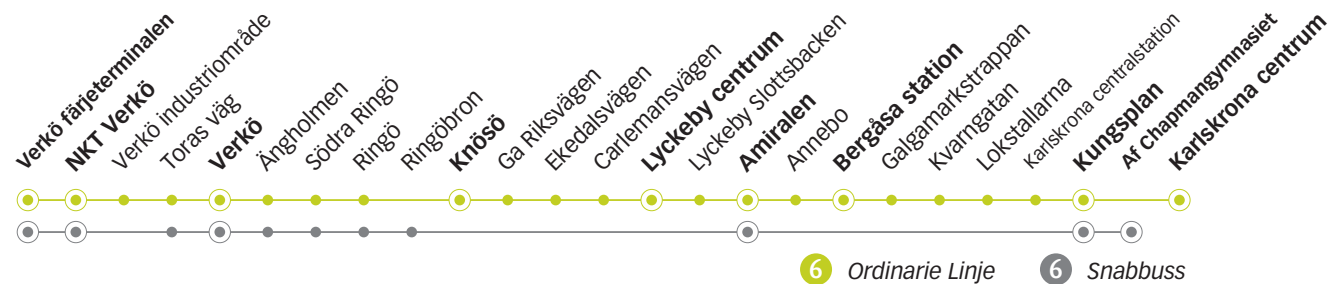 Verkö färjeterminalen
NKT Verkö
Verkö industriområde
Toras väg
Verkö
Ängholmen
Södra Ringö
Ringö
Ringöbron
Knösö
Ga Riksvägen
Ekedalsvägen
Carlemansvägen
Lyckeby centrum
Lyckeby Slottsbacken
Amiralen
Annebo
Bergåsa station
Galgamarkstrappan
Kvarngatan
Lokstallarna
Karlskrona centralstation
Kungsplan
Af Chapmangymnasiet
Karlskrona centrum
6 Ordinarie Linje 6 Snabbuss